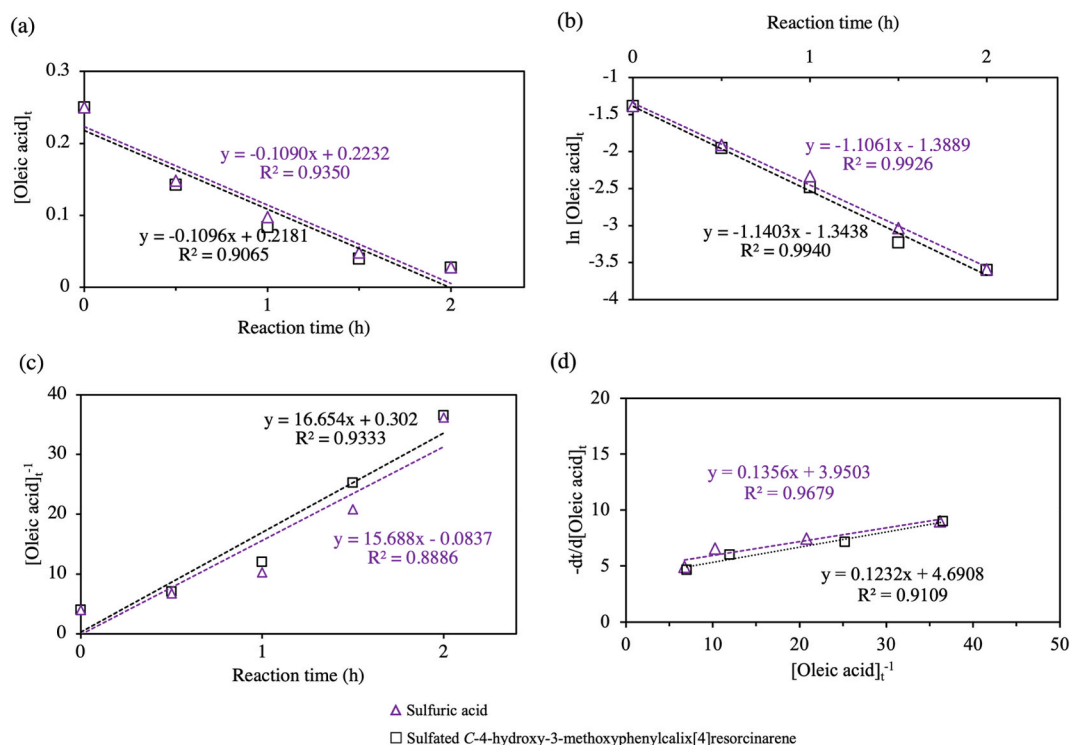 (a)
[Oleic acid]t
0.3
0.2
0.1
0
y = -0.1090x + 0.2232
R² = 0.9350
y = -0.1096x + 0.2181
R² = 0.9065
0
1
2
Reaction time (h)
(b)
Reaction time (h)
0
1
2
ln [Oleic acid]t
-1
-1.5
-2
-2.5
-3
-3.5
-4
y = -1.1061x - 1.3889
R² = 0.9926
y = -1.1403x - 1.3438
R² = 0.9940
(c)
[Oleic acid]t⁻¹
40
30
20
10
0
y = 16.654x + 0.302
R² = 0.9333
15.688x - 0.0837
R² = 0.8886
0
1
2
Reaction time (h)
(d)
-dt/d[Oleic acid]t
20
15
10
5
0
y = 0.1356x + 3.9503
R² = 0.9679
y = 0.1232x + 4.6908
R² = 0.9109
0
10
20
30
40
50
[Oleic acid]t⁻¹
Sulfuric acid
Sulfated C-4-hydroxy-3-methoxyphenylcalix[4]resorcinarene